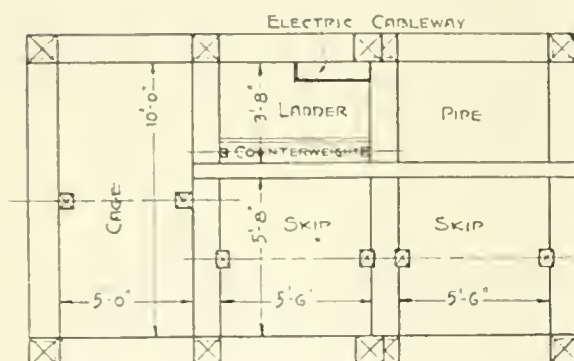 ELECTRIC CABLEWAY
10'-0"
3'-8"
LADDER
PIPE
COUNTERWEIGHT
CAGE
5'-8"
SKIP
SKIP
5'-0"
5'-6"
5'-6"